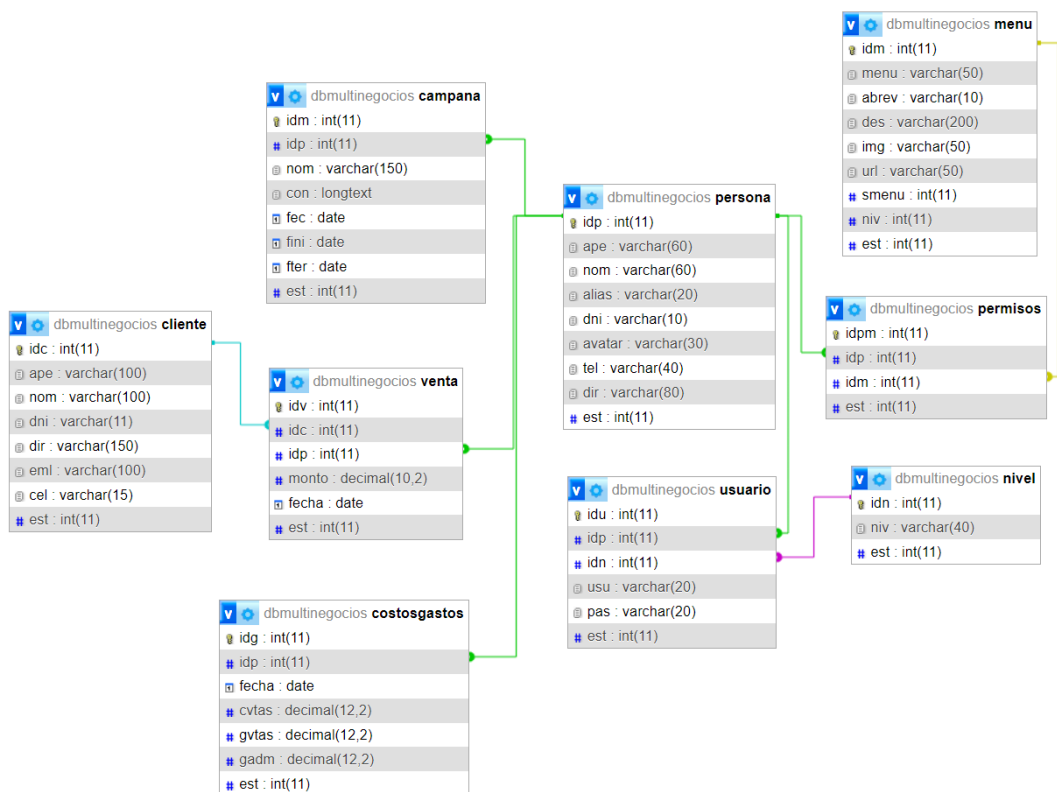 dbmultinegocios menu
idm : int(11)
menu : varchar(50)
abrev : varchar(10)
des : varchar(200)
img : varchar(50)
url : varchar(50)
smenu : int(11)
niv : int(11)
est : int(11)
dbmultinegocios campana
idm : int(11)
idp : int(11)
nom : varchar(150)
con : longtext
fec : date
fini : date
fter : date
est : int(11)
dbmultinegocios persona
idp : int(11)
ape : varchar(60)
nom : varchar(60)
alias : varchar(20)
dni : varchar(10)
avatar : varchar(30)
tel : varchar(40)
dir : varchar(80)
est : int(11)
dbmultinegocios permisos
idpm : int(11)
idp : int(11)
idm : int(11)
est : int(11)
dbmultinegocios cliente
idc : int(11)
ape : varchar(100)
nom : varchar(100)
dni : varchar(11)
dir : varchar(150)
eml : varchar(100)
cel : varchar(15)
est : int(11)
dbmultinegocios venta
idv : int(11)
idc : int(11)
idp : int(11)
monto : decimal(10,2)
fecha : date
est : int(11)
dbmultinegocios usuario
idu : int(11)
idp : int(11)
idn : int(11)
usu : varchar(20)
pas : varchar(20)
est : int(11)
dbmultinegocios nivel
idn : int(11)
niv : varchar(40)
est : int(11)
dbmultinegocios costosgastos
idg : int(11)
idp : int(11)
fecha : date
cvtas : decimal(12,2)
gvtas : decimal(12,2)
gadm : decimal(12,2)
est : int(11)